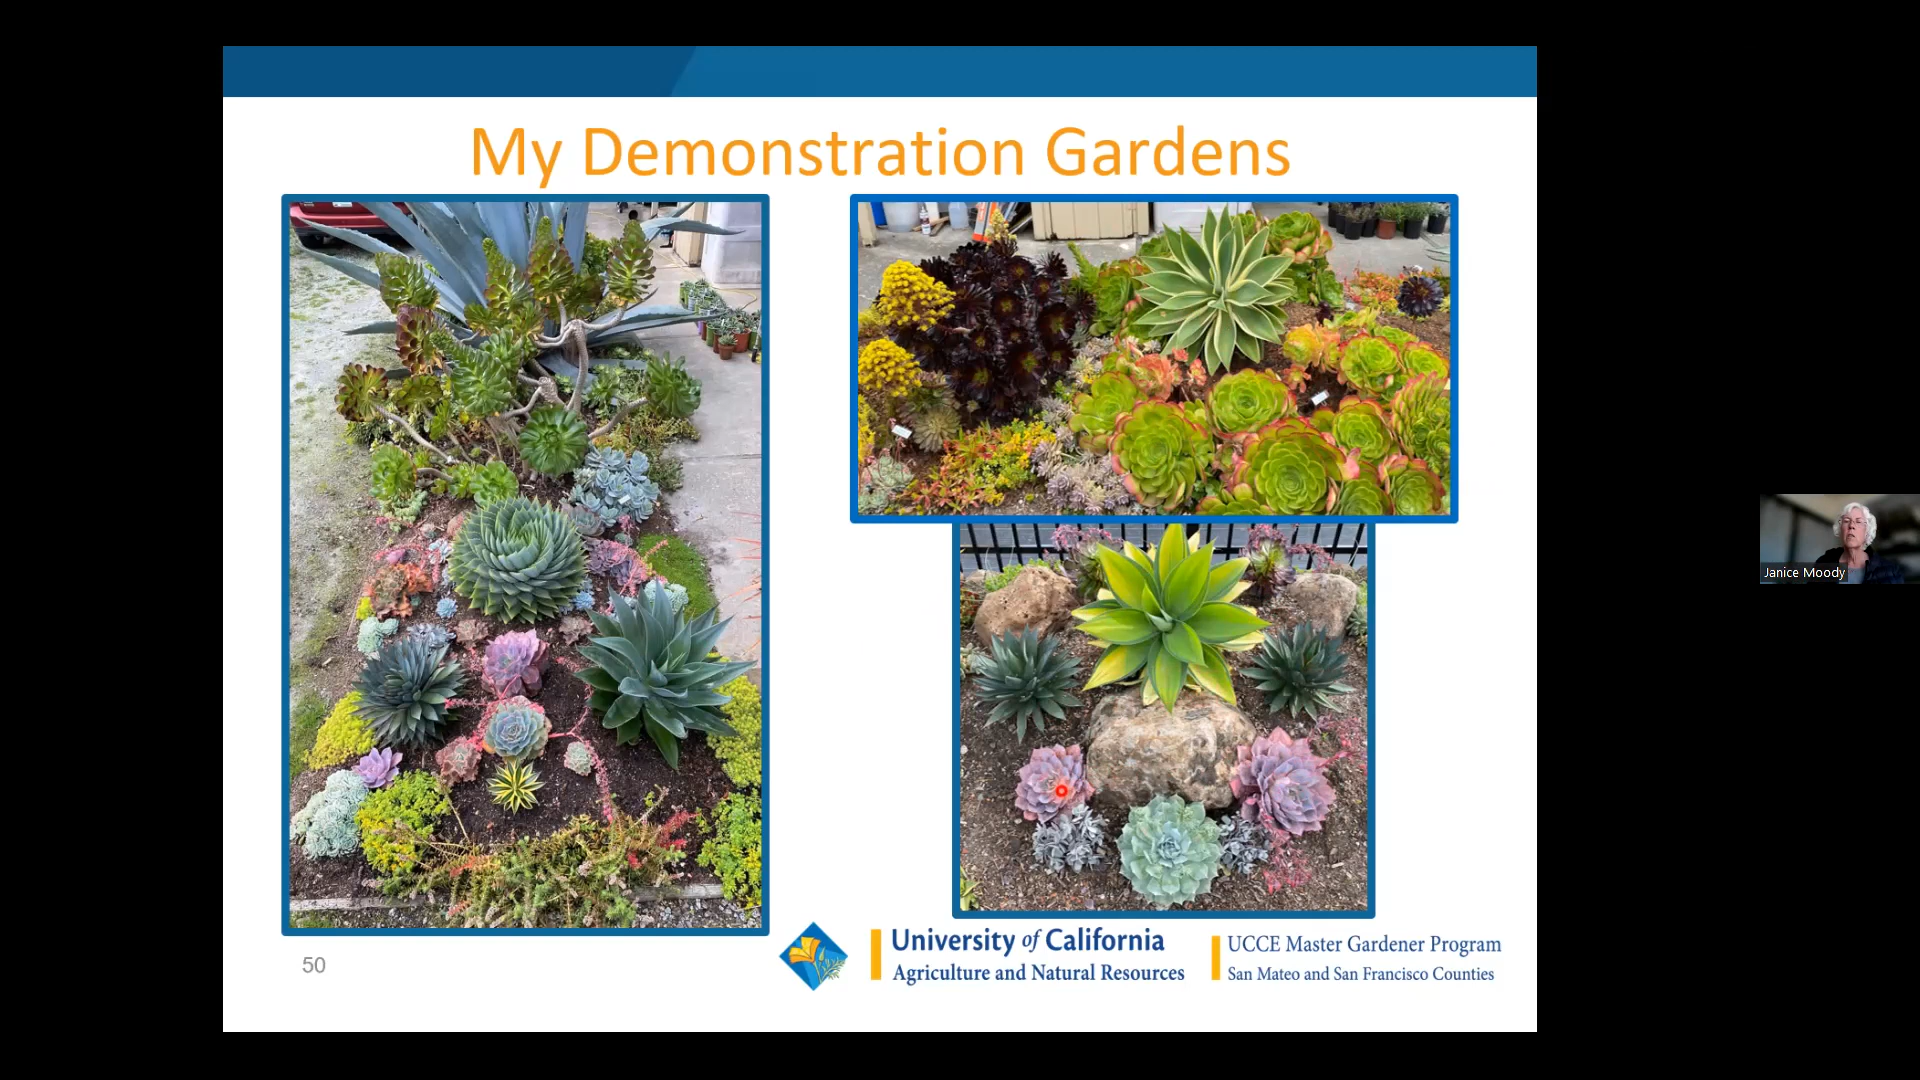 My Demonstration Gardens
Janice Moody
University of California
Agriculture and Natural Resources
UCCE Master Gardener Program
San Mateo and San Francisco Counties
50